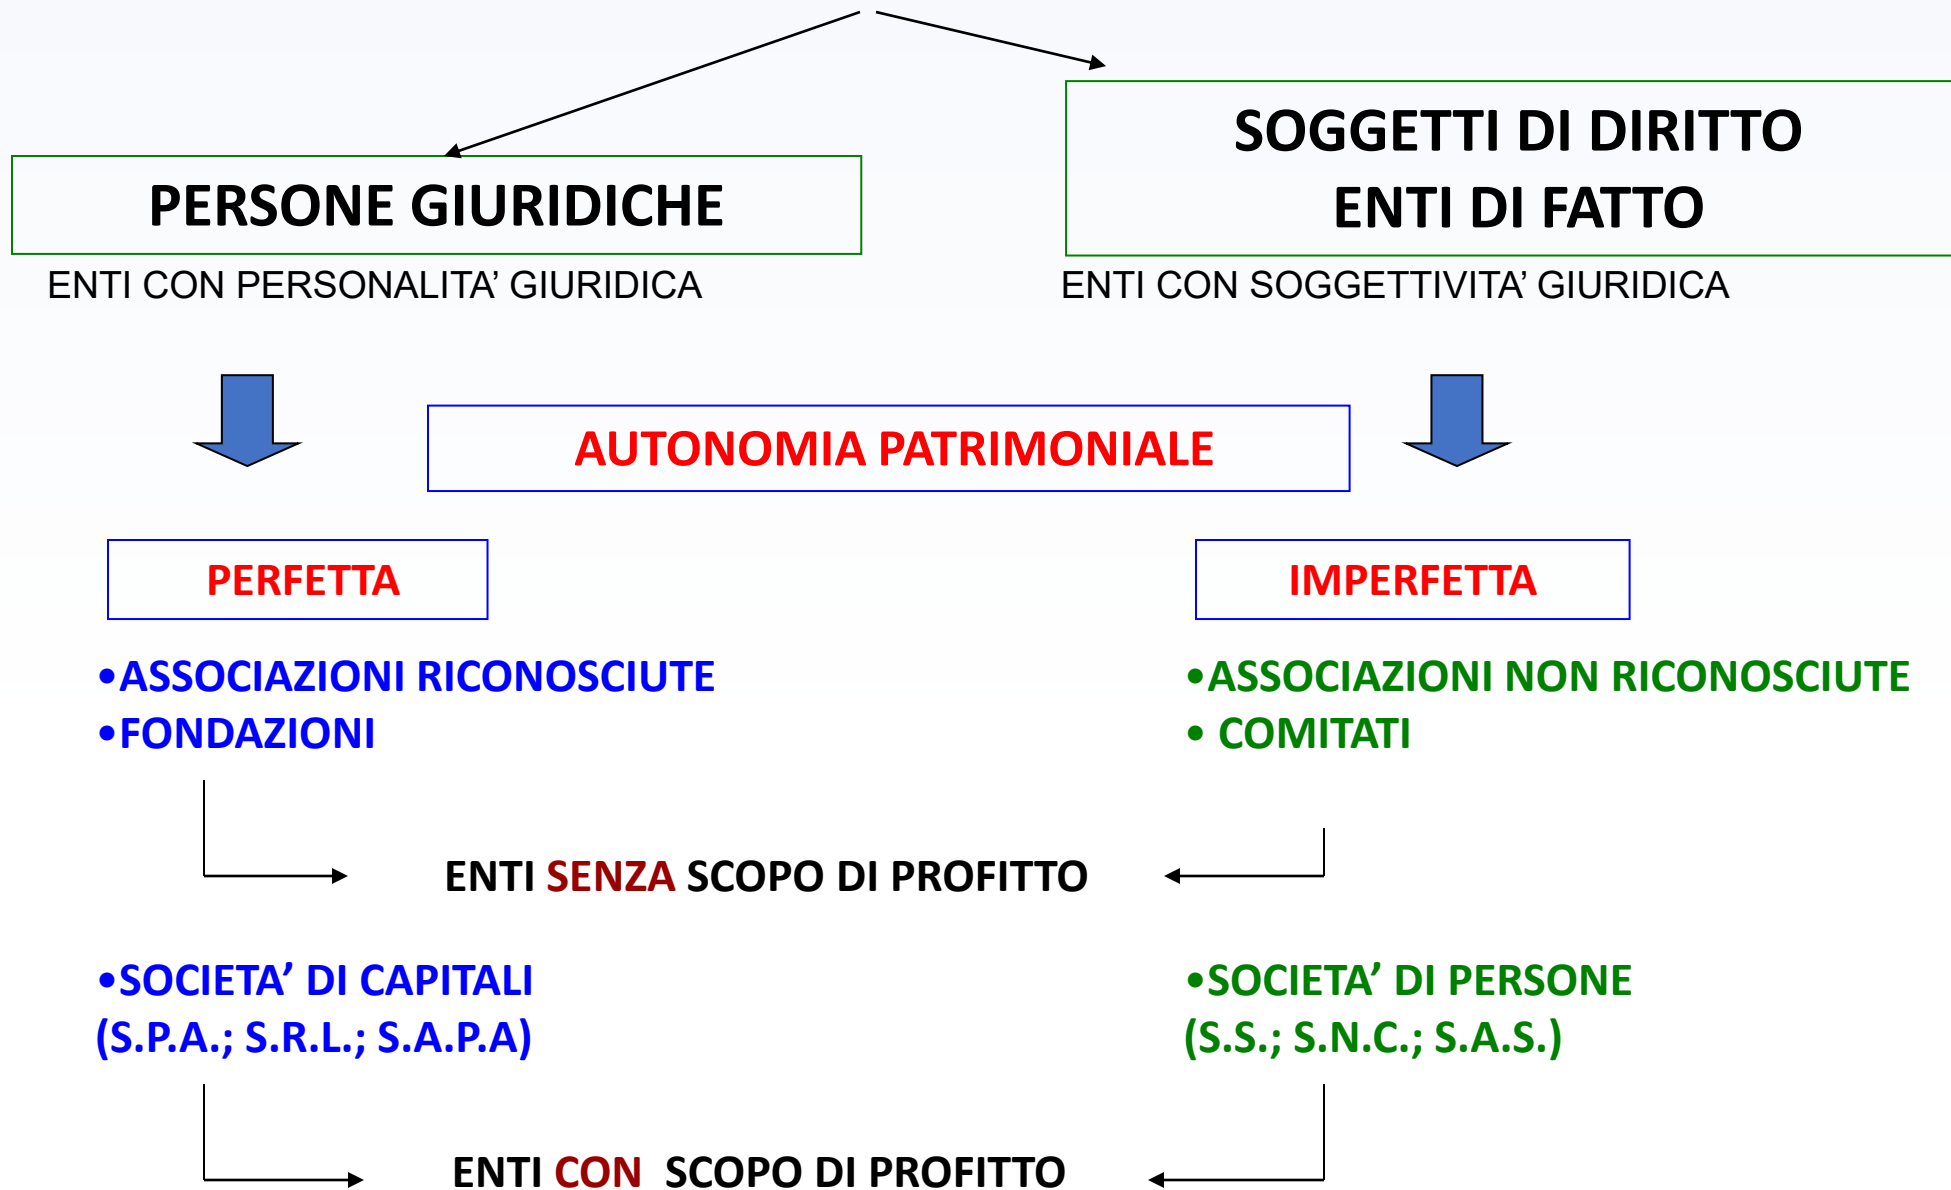 PERSONE GIURIDICHE
ENTI CON PERSONALITA’ GIURIDICA
SOGGETTI DI DIRITTO
ENTI DI FATTO
ENTI CON SOGGETTIVITA’ GIURIDICA
AUTONOMIA PATRIMONIALE
PERFETTA
IMPERFETTA
•ASSOCIAZIONI RICONOSCIUTE
•FONDAZIONI
•ASSOCIAZIONI NON RICONOSCIUTE
• COMITATI
ENTI SENZA SCOPO DI PROFITTO
•SOCIETA’ DI CAPITALI
(S.P.A.; S.R.L.; S.A.P.A)
•SOCIETA’ DI PERSONE
(S.S.; S.N.C.; S.A.S.)
ENTI CON SCOPO DI PROFITTO